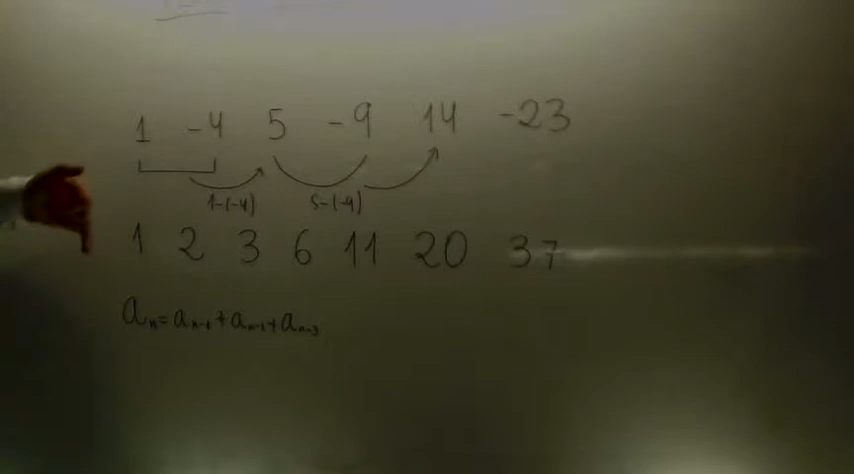 1 -4 5 -9 14 -23
1-(-4) 5-(-9)
1 2 3 6 11 20 37
aₙ=aₙ₋₁+aₙ₋₂+aₙ₋₃